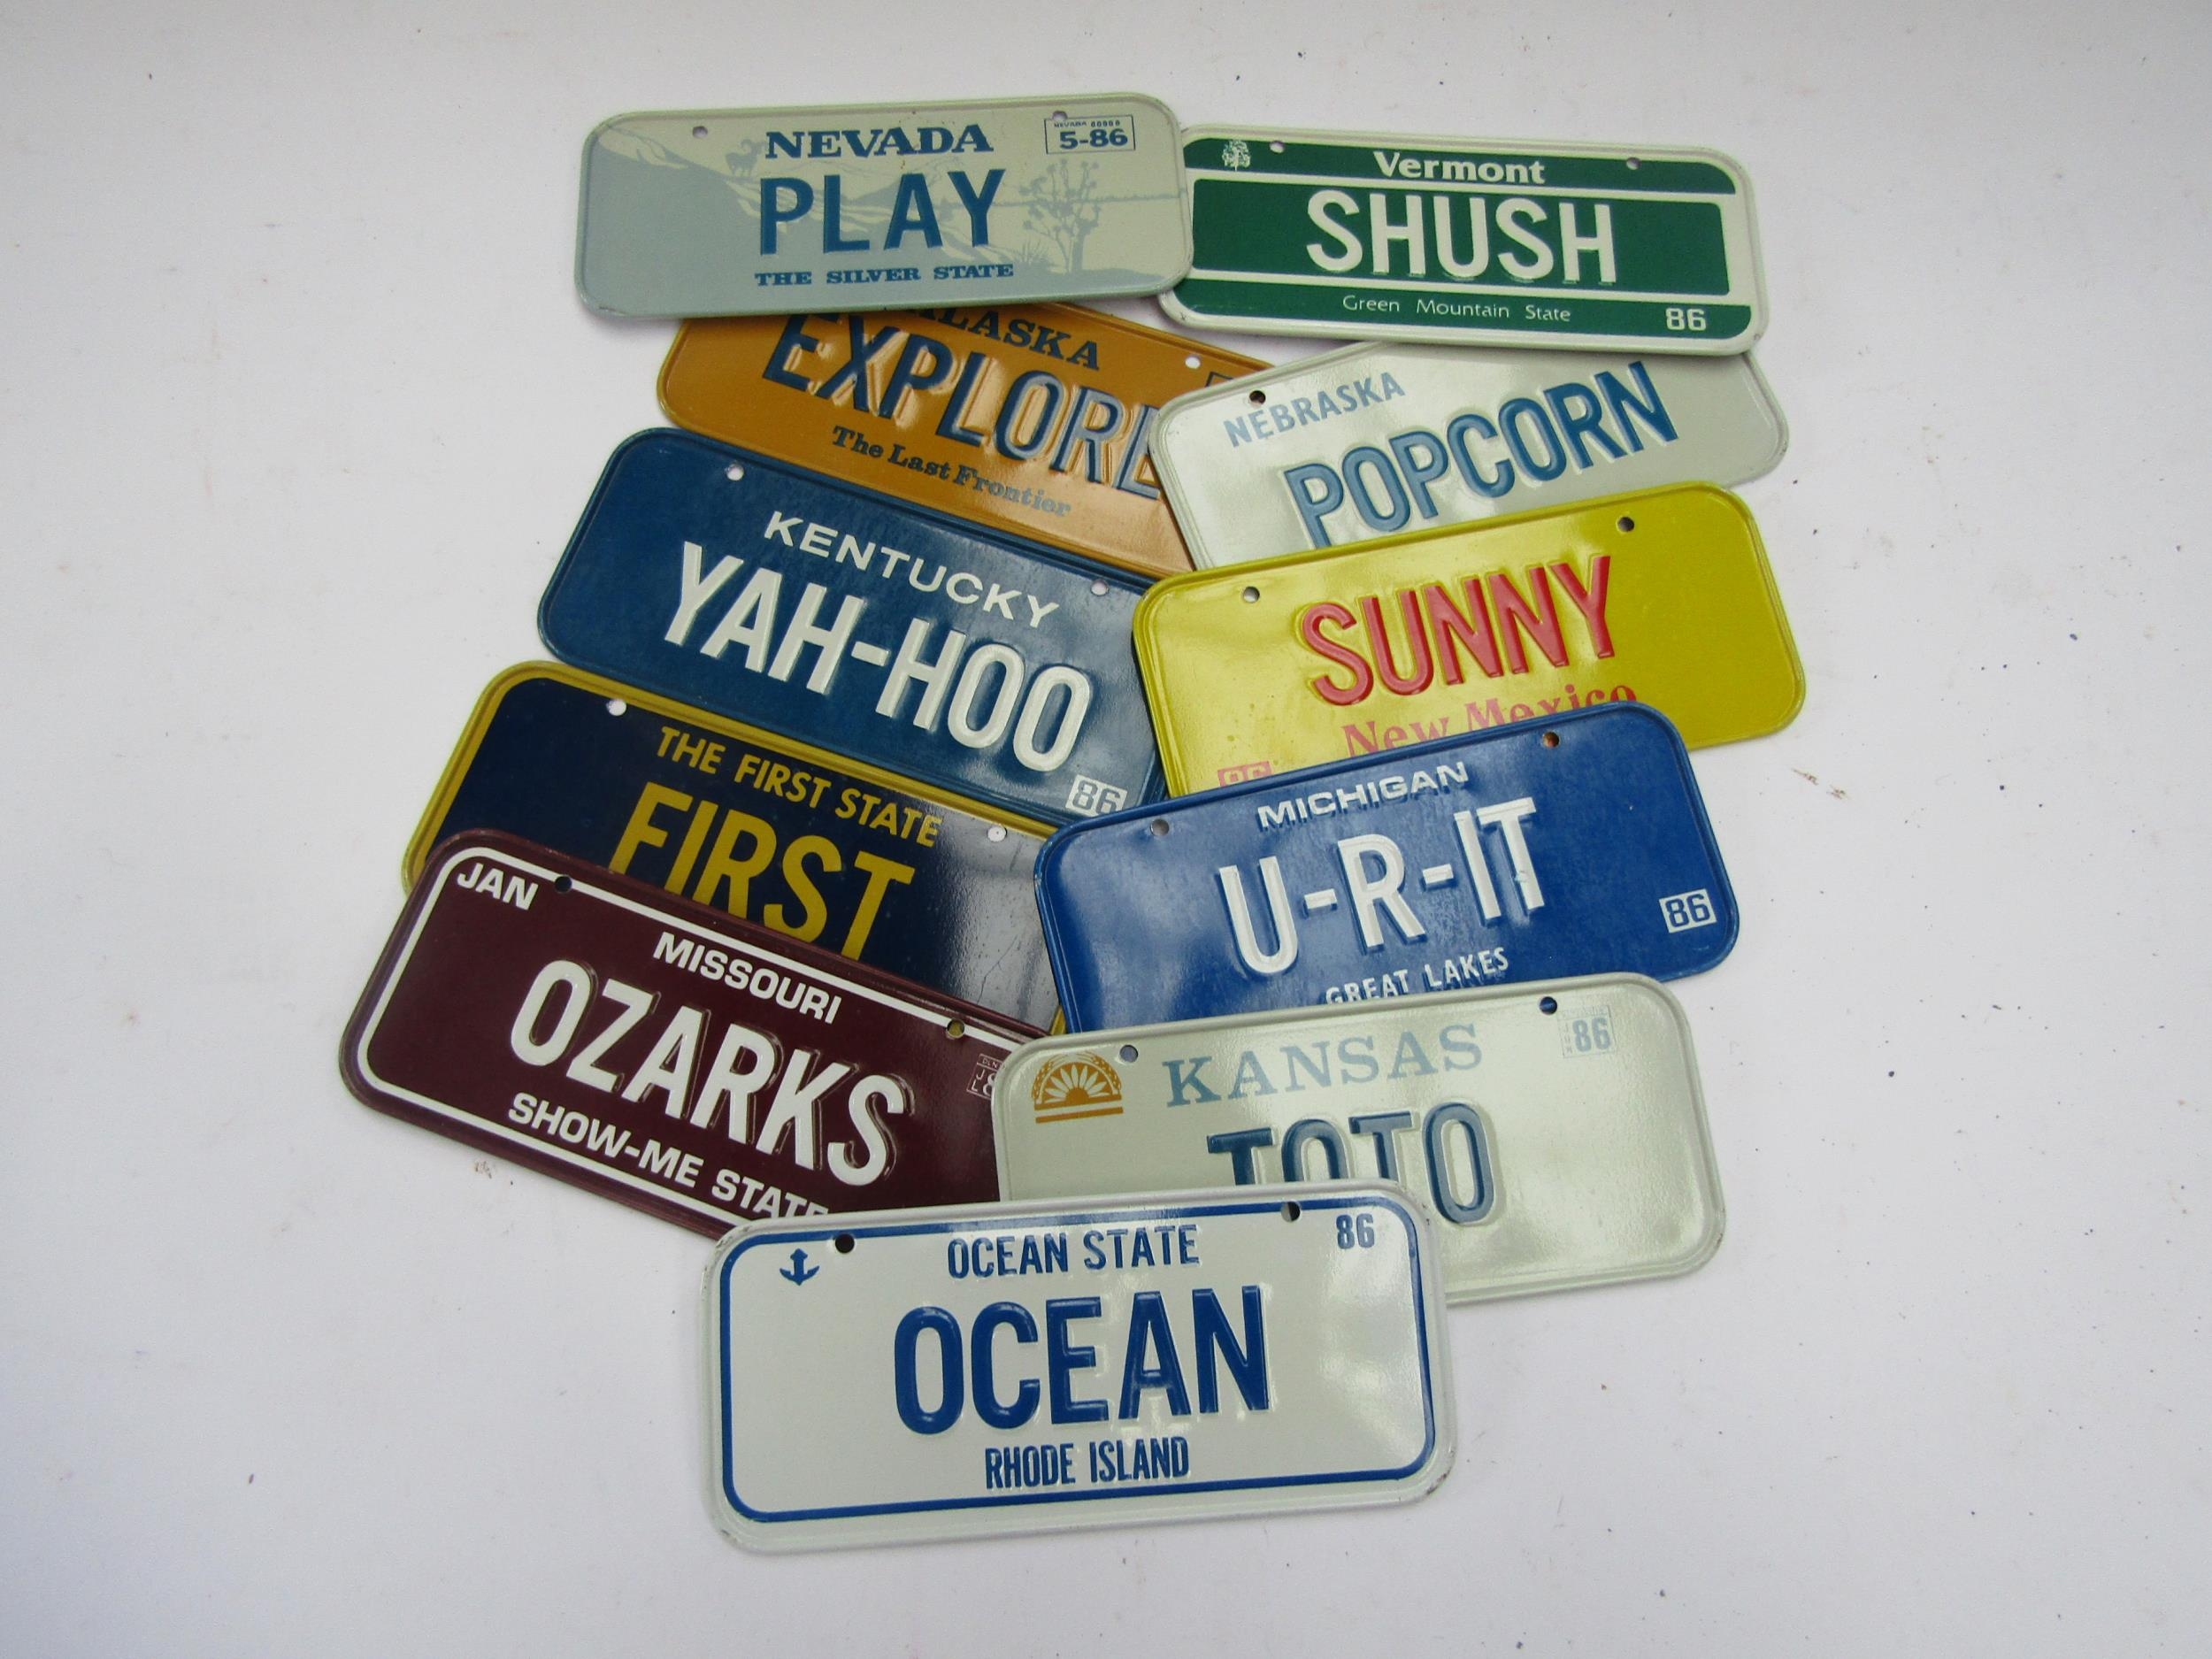 NEVADA
5-86
PLAY
THE SILVER STATE
Vermont
SHUSH
Green Mountain State
86
ALASKA
EXPLORE
The Last Frontier
NEBRASKA
POPCORN
KENTUCKY
YAH-HOO
86
SUNNY
New Mexico
86
THE FIRST STATE
FIRST
MICHIGAN
U-R-IT
86
GREAT LAKES
JAN
MISSOURI
OZARKS
SHOW-ME STATE
KANSAS
86
TOTO
OCEAN STATE
86
OCEAN
RHODE ISLAND